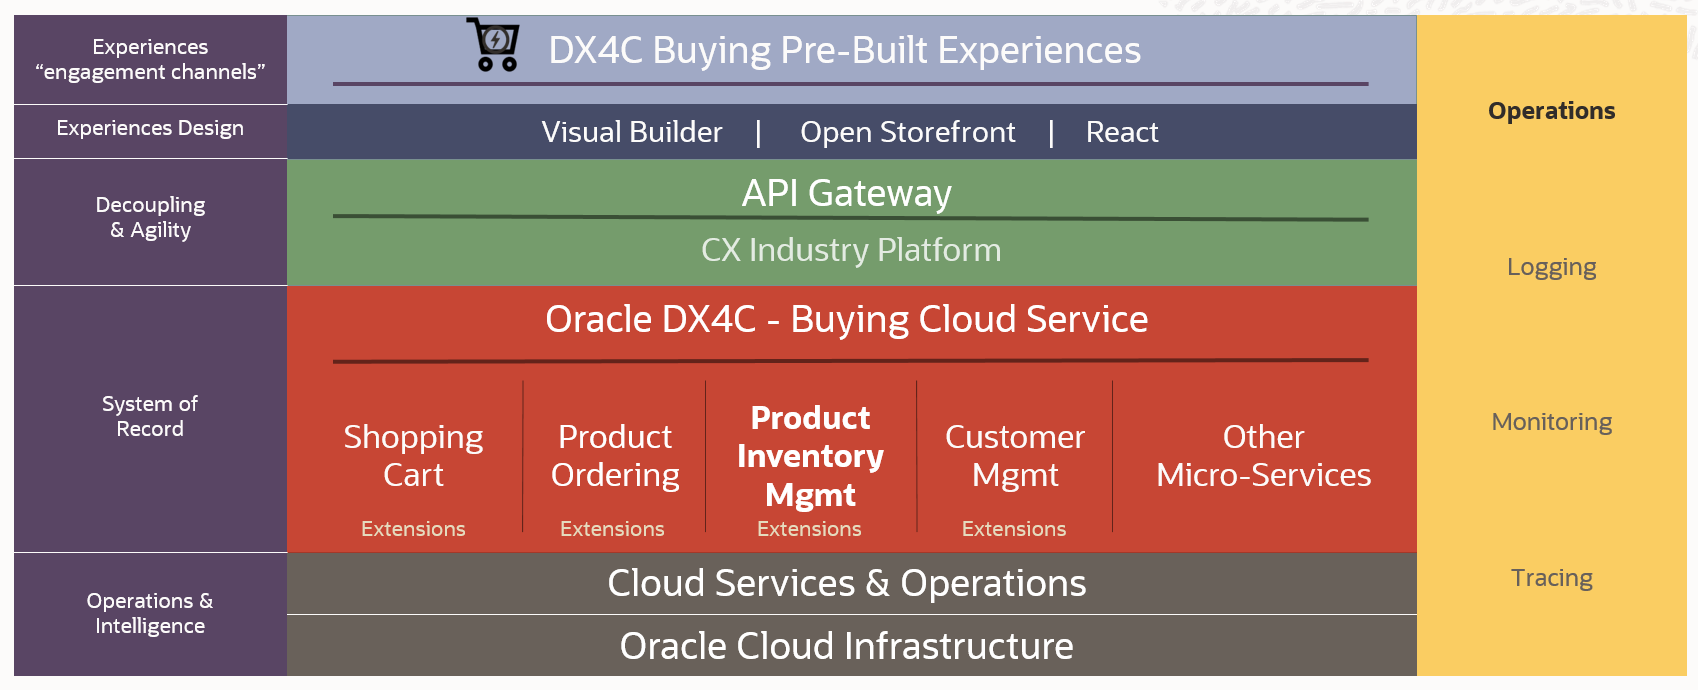 Experiences
“engagement channels”
DX4C Buying Pre-Built Experiences
Experiences Design
Visual Builder | Open Storefront | React
Decoupling
& Agility
API Gateway
CX Industry Platform
System of
Record
Oracle DX4C - Buying Cloud Service
Shopping
Cart
Extensions
Product
Ordering
Extensions
Product
Inventory
Mgmt
Extensions
Customer
Mgmt
Extensions
Other
Micro-Services
Operations &
Intelligence
Cloud Services & Operations
Oracle Cloud Infrastructure
Operations
Logging
Monitoring
Tracing